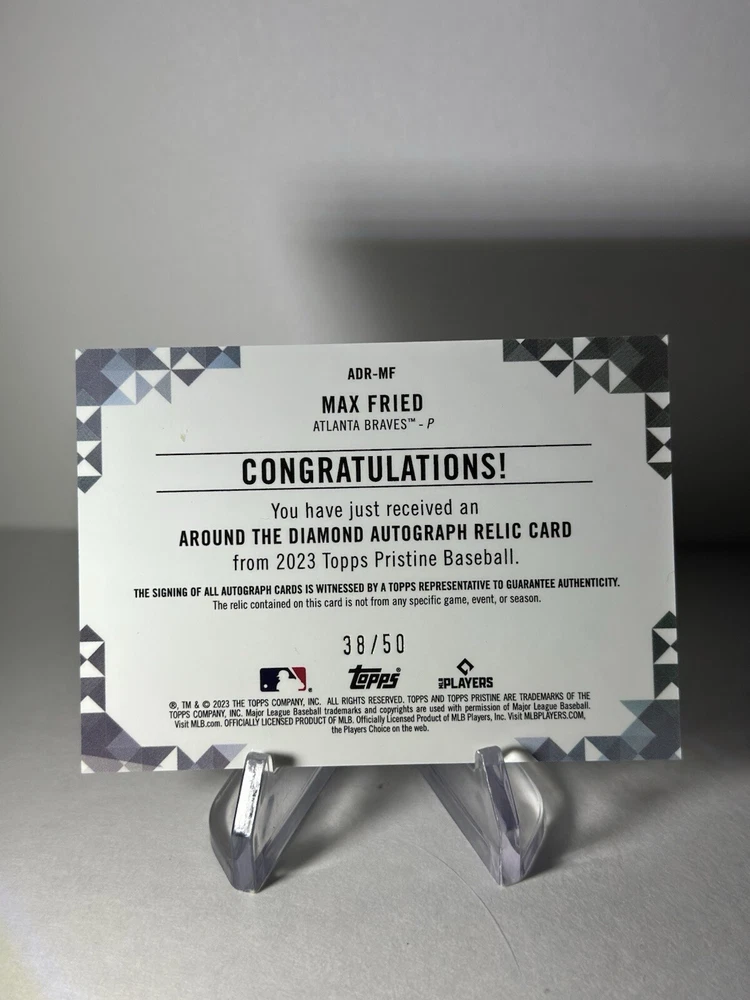 ADR-MF
MAX FRIED
ATLANTA BRAVES™ - P
CONGRATULATIONS!
You have just received an
AROUND THE DIAMOND AUTOGRAPH RELIC CARD
from 2023 Topps Pristine Baseball.
THE SIGNING OF ALL AUTOGRAPH CARDS IS WITNESSED BY A TOPPS REPRESENTATIVE TO GUARANTEE AUTHENTICITY.
The relic contained on this card is not from any specific game, event, or season.
38/50
topps® MLB PLAYERS
®, TM & © 2023 THE TOPPS COMPANY, INC. ALL RIGHTS RESERVED. TOPPS AND TOPPS PRISTINE ARE TRADEMARKS OF THE
TOPPS COMPANY, INC. Major League Baseball trademarks and copyrights are used with permission of Major League Baseball.
Visit MLB.com. OFFICIALLY LICENSED PRODUCT OF MLB. Officially Licensed Product of MLB Players, Inc. Visit MLBPLAYERS.COM,
the Players Choice on the web.